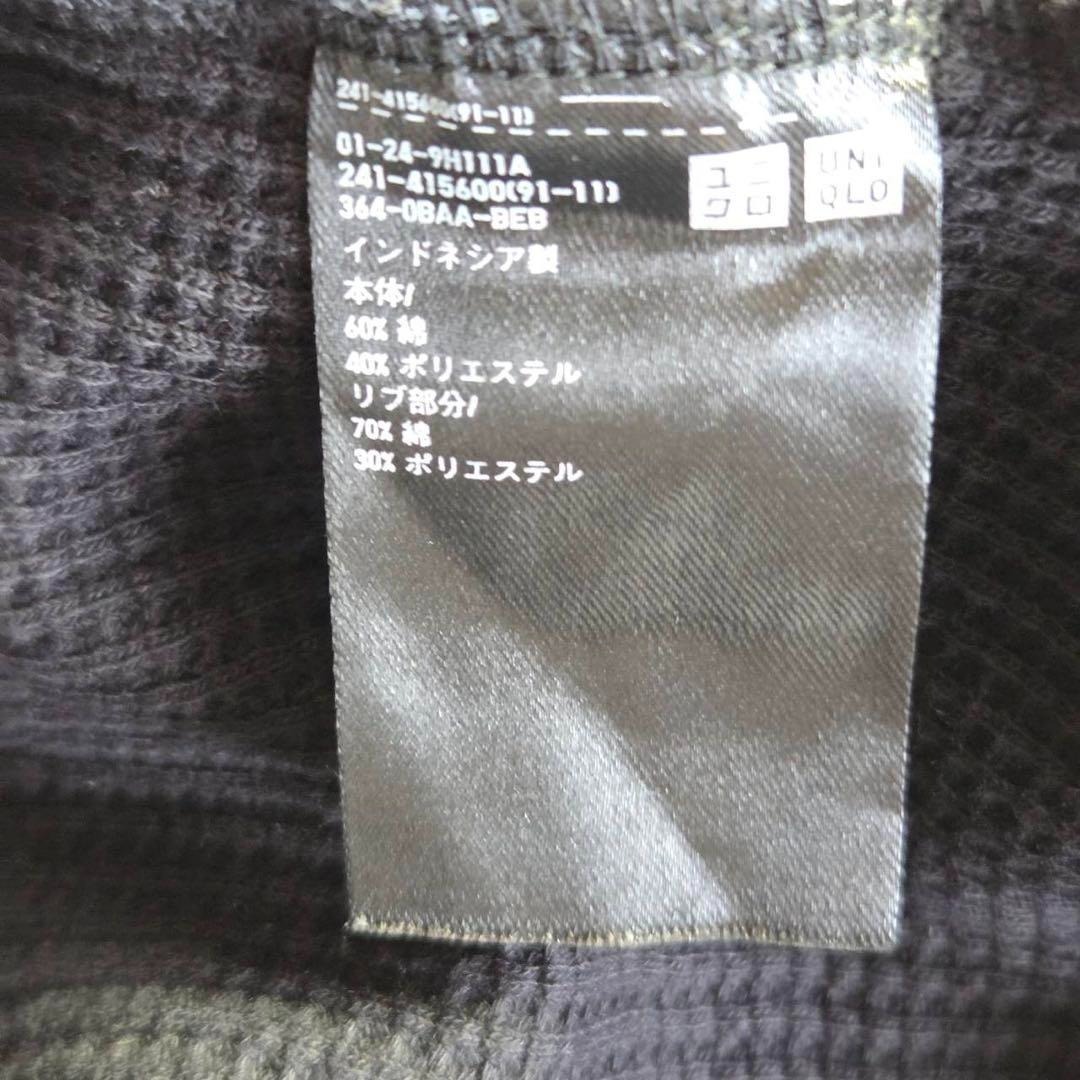 241-415600(91-11)
01-24-9H111A
241-415600(91-11)
364-0BAA-BEB
ユニ
クロ
UNI
QLO
インドネシア製
本体/
60% 綿
40% ポリエステル
リブ部分/
70% 綿
30% ポリエステル